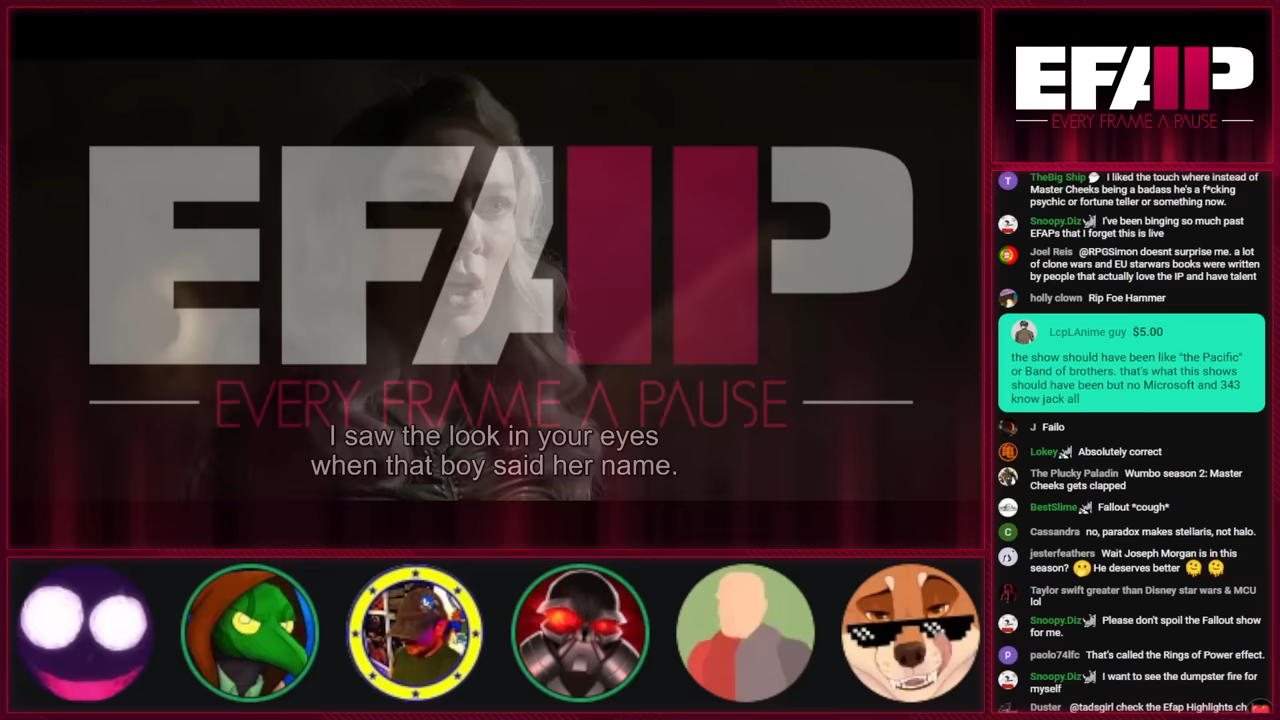 EFAP
EVERY FRAME A PAUSE
I saw the look in your eyes
when that boy said her name.
EFAP
EVERY FRAME A PAUSE
TheBig Ship I liked the touch where instead of
Master Cheeks being a badass he's a f*cking
psychic or fortune teller or something now.
Snoopy.Diz I've been binging so much past
EFAPs that I forget this is live
Joel Reis @RPGSimon doesnt surprise me. a lot
of clone wars and EU starwars books were written
by people that actually love the IP and have talent
holly clown Rip Foe Hammer
LcpLAnime guy $5.00
the show should have been like "the Pacific"
or Band of brothers. that's what this shows
should have been but no Microsoft and 343
know jack all
J Failo
Lokey Absolutely correct
The Plucky Paladin Wumbo season 2: Master
Cheeks gets clapped
BestSlime Fallout *cough*
Cassandra no, paradox makes stellaris, not halo.
jesterfeathers Wait Joseph Morgan is in this
season? He deserves better
Taylor swift greater than Disney star wars & MCU
lol
Snoopy.Diz Please don't spoil the Fallout show
for me.
paolo74lfc That's called the Rings of Power effect.
Snoopy.Diz I want to see the dumpster fire for
myself
Duster @tadsgirl check the Efap Highlights ch